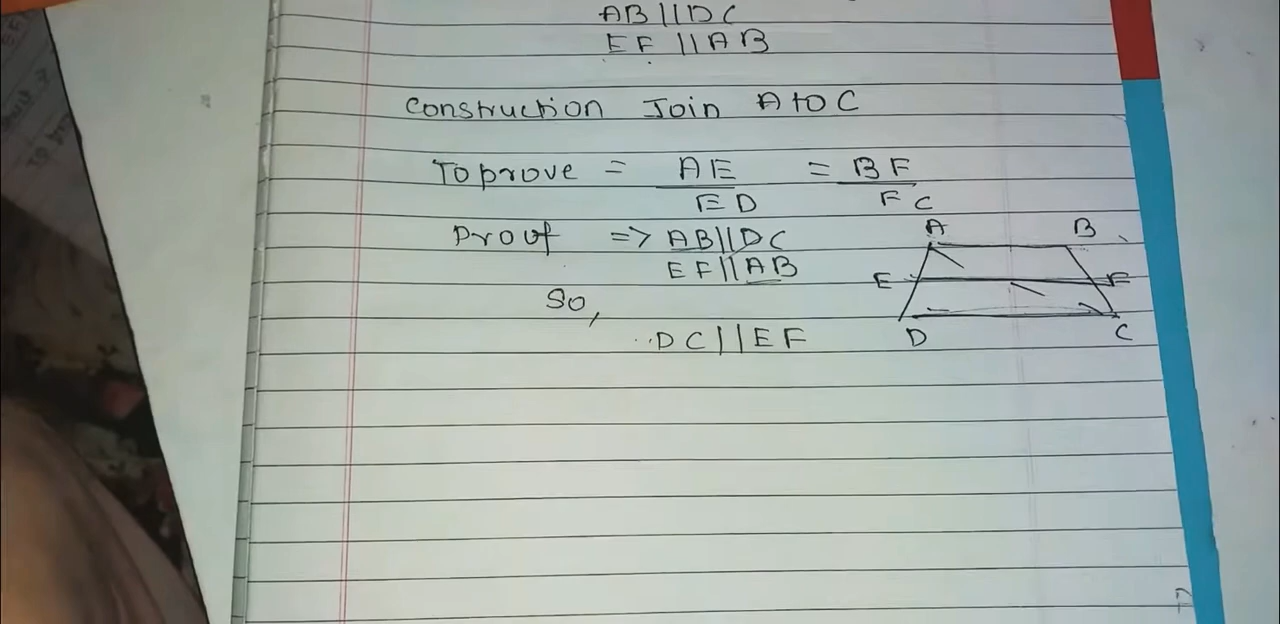 AB||DC
EF ||AB
Construction Join A to C
To prove = AE = BF
ED FC
Proof => AB||DC
EF||AB
So,
DC||EF
A B
E F
D C